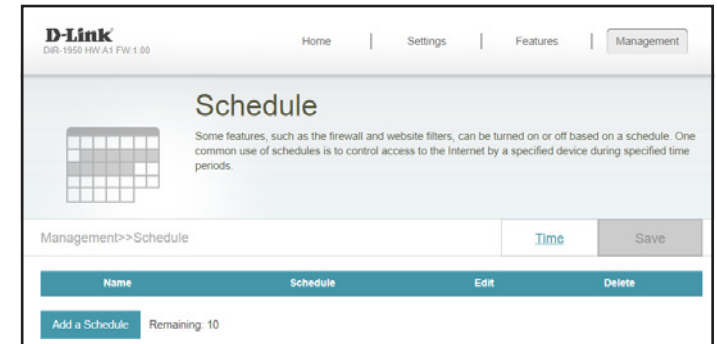 D-Link
DIR-1950 HW:A1 FW:1.00
Home | Settings | Features | Management
Schedule
Some features, such as the firewall and website filters, can be turned on or off based on a schedule. One
common use of schedules is to control access to the Internet by a specified device during specified time
periods.
Management>>Schedule
Time
Save
Name Schedule Edit Delete
Add a Schedule Remaining: 10